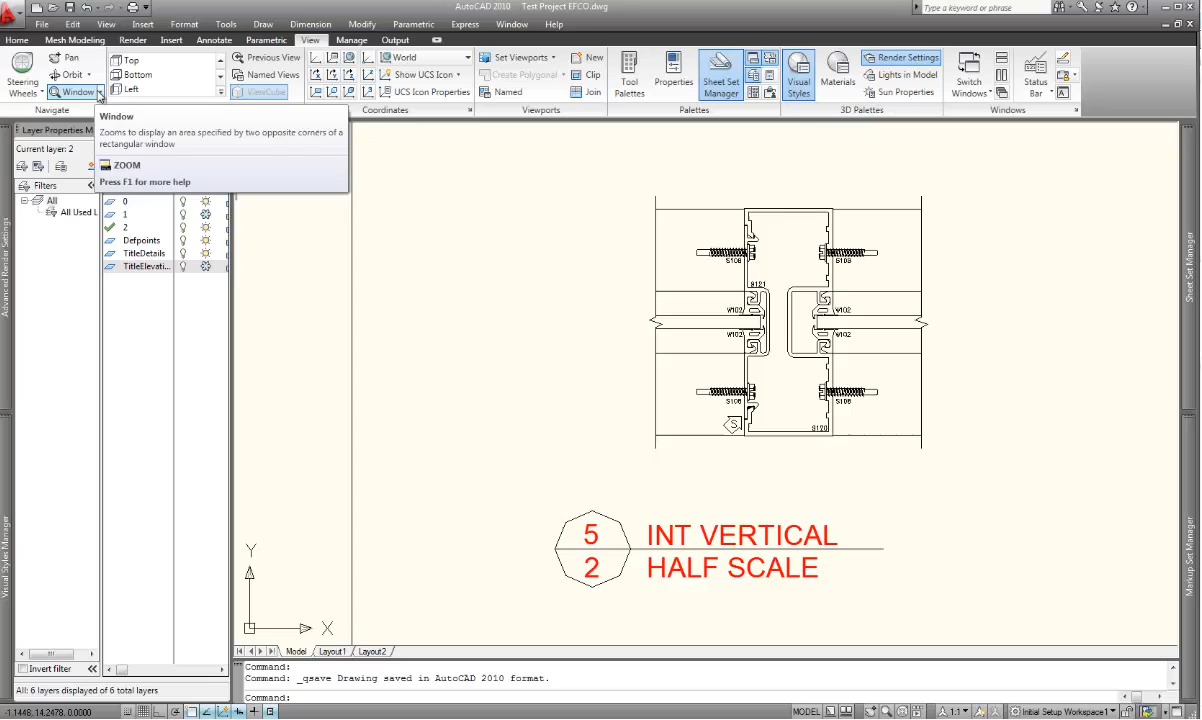 AutoCAD 2010 Test Project EFCO.dwg
Type a keyword or phrase
File Edit View Insert Format Tools Draw Dimension Modify Parametric Express Window Help
Home Mesh Modeling Render Insert Annotate Parametric View Manage Output
Pan
Orbit
Window
Steering
Wheels
Top
Bottom
Left
Previous View
Named Views
ViewCube
World
Show UCS Icon
UCS Icon Properties
Set Viewports
Create Polygonal
Named
New
Clip
Join
Tool
Palettes
Properties
Sheet Set
Manager
Visual
Styles
Materials
Render Settings
Lights in Model
Sun Properties
Switch
Windows
Status
Bar
Navigate
Coordinates
Viewports
Palettes
3D Palettes
Windows
Window
Zooms to display an area specified by two opposite corners of a
rectangular window
ZOOM
Press F1 for more help
Layer Properties M
Current layer: 2
Filters
All
All Used L
0
1
2
Defpoints
TitleDetails
TitleElevati...
Invert filter
All: 6 layers displayed of 6 total layers
Advanced Render Settings
Visual Styles Manager
Sheet Set Manager
Markup Set Manager
S108 S108
S121
W102 W102
W102 W102
S108 S108
S S120
5 INT VERTICAL
2 HALF SCALE
Y
X
Model Layout1 Layout2
Command:
Command: _qsave Drawing saved in AutoCAD 2010 format.
Command:
-1.1448, 14.2478, 0.0000
MODEL
1:1
Initial Setup Workspace1